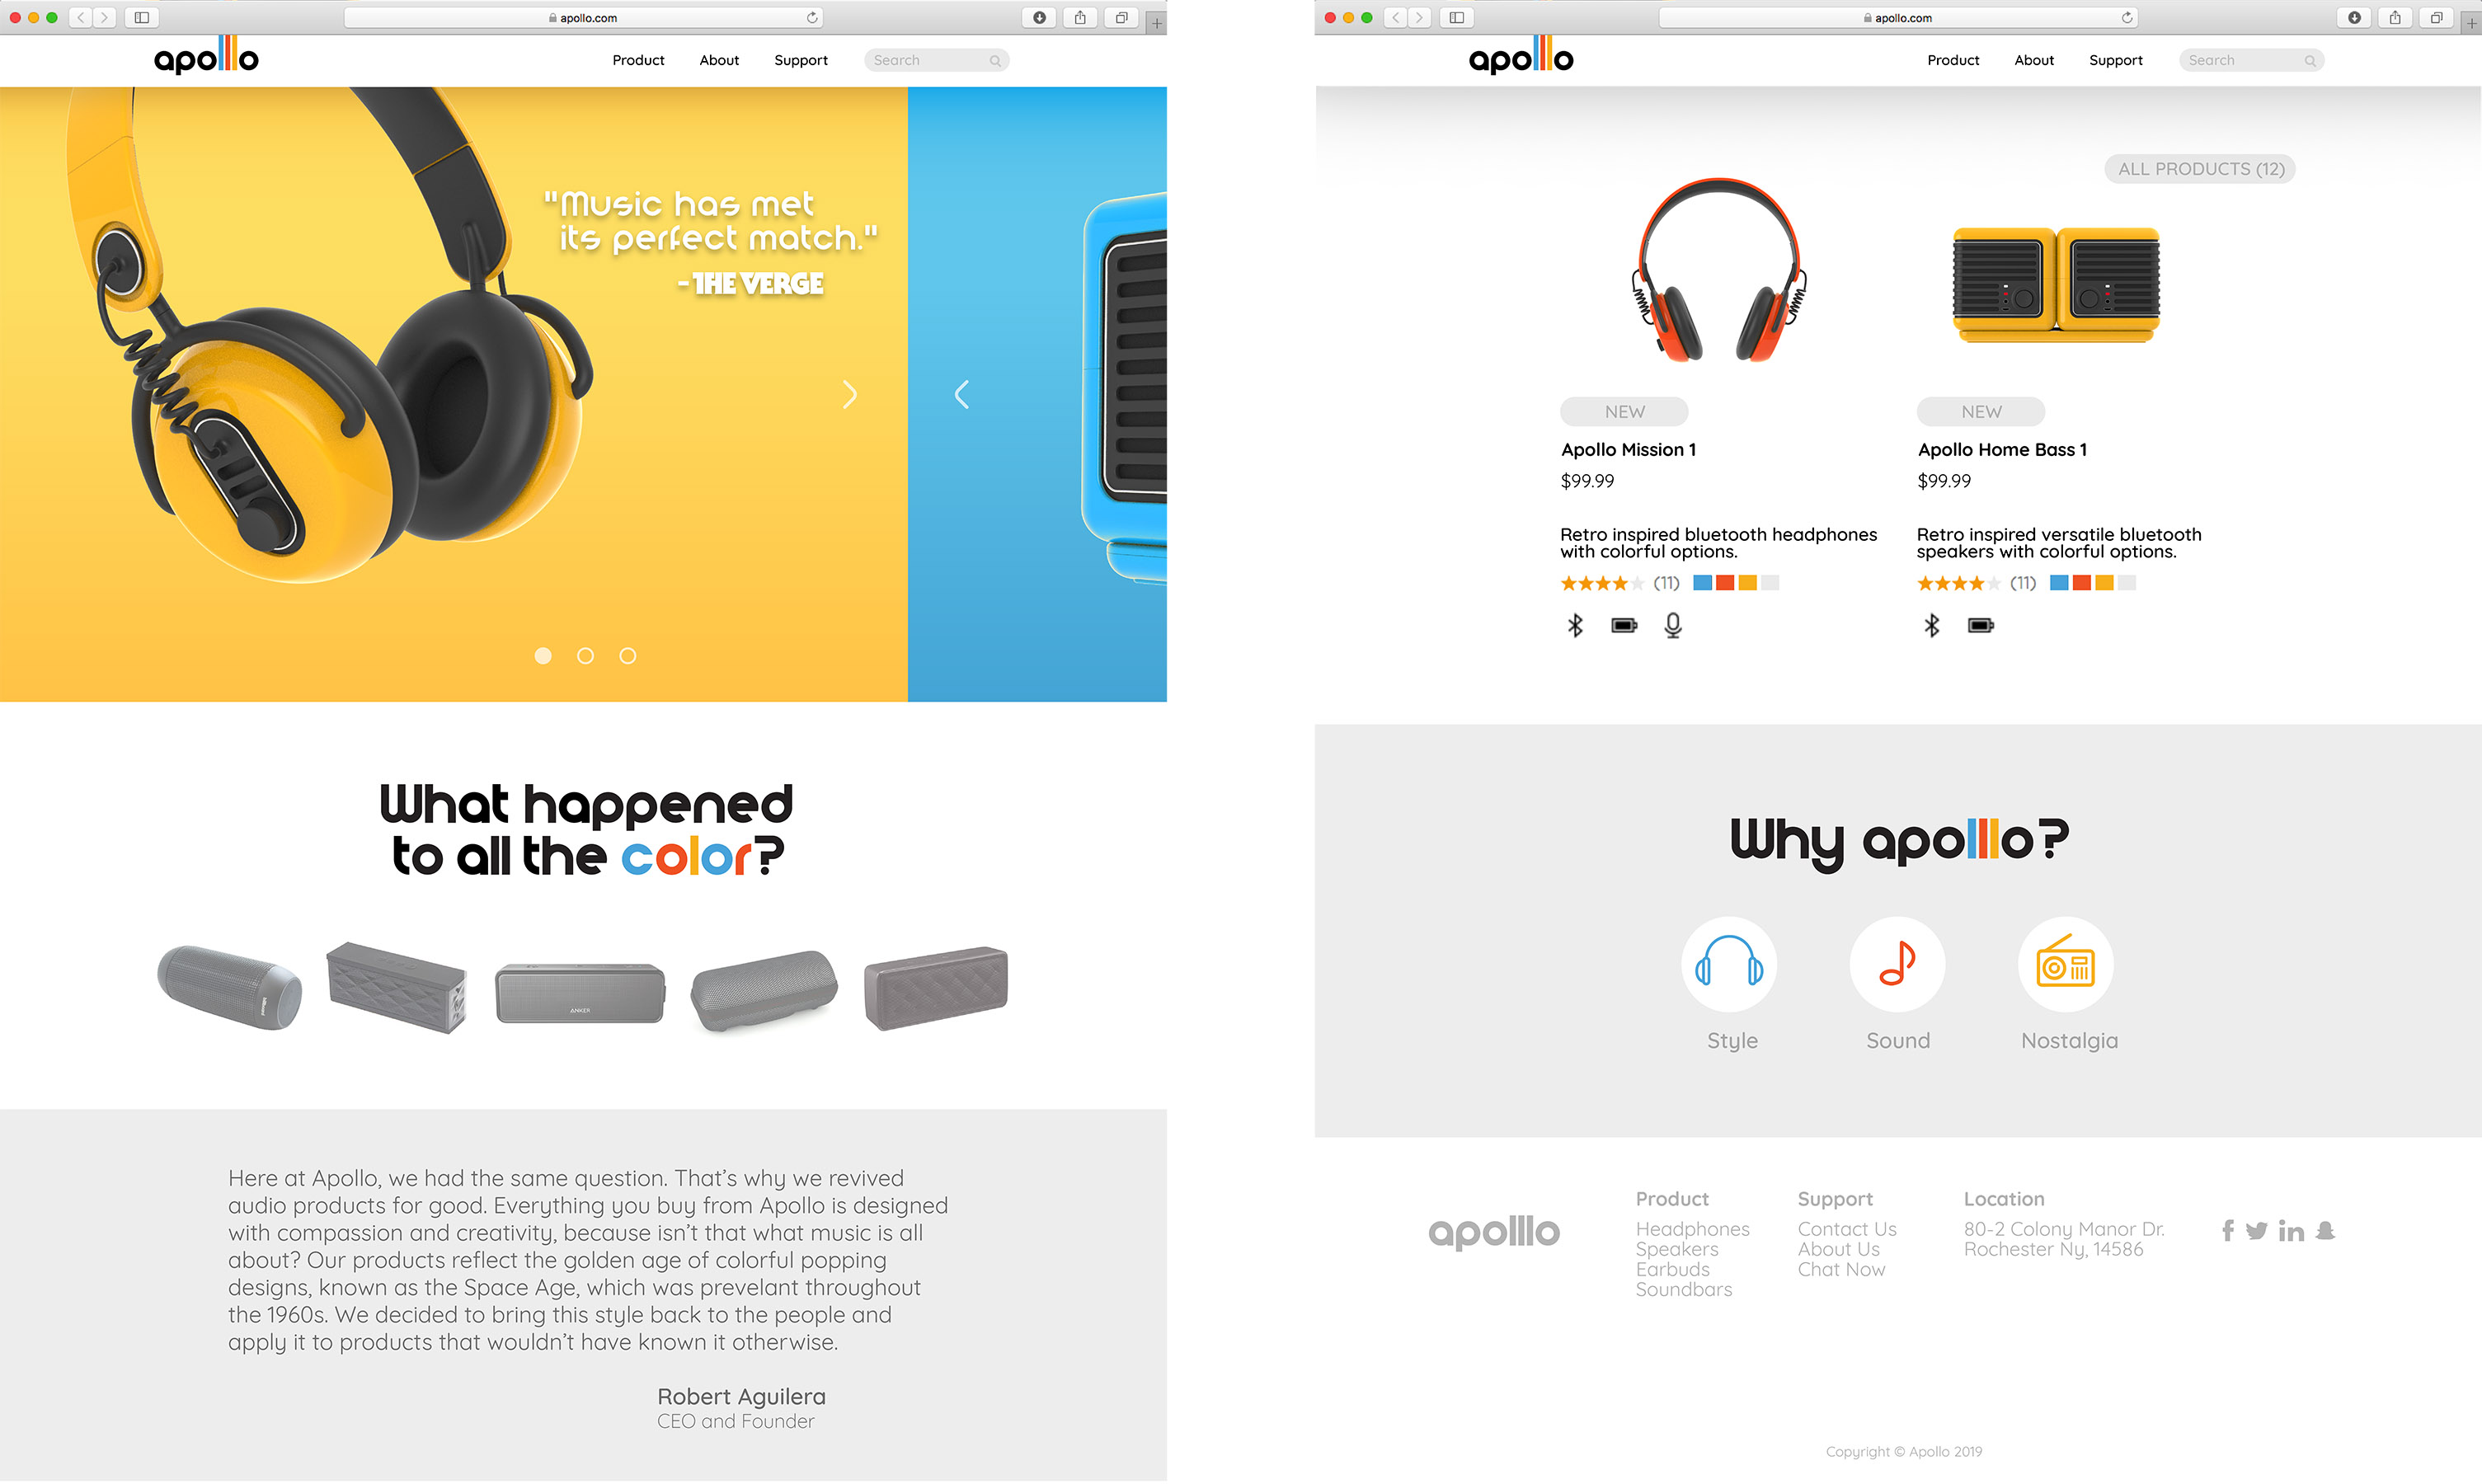 apollo.com
apolllo
Product About Support Search
"Music has met
its perfect match."
- THE VERGE
What happened
to all the color?
ANKER
Here at Apollo, we had the same question. That’s why we revived
audio products for good. Everything you buy from Apollo is designed
with compassion and creativity, because isn’t that what music is all
about? Our products reflect the golden age of colorful popping
designs, known as the Space Age, which was prevelant throughout
the 1960s. We decided to bring this style back to the people and
apply it to products that wouldn’t have known it otherwise.
Robert Aguilera
CEO and Founder
apollo.com
apolllo
Product About Support Search
ALL PRODUCTS (12)
NEW
Apollo Mission 1
$99.99
Retro inspired bluetooth headphones
with colorful options.
(11)
NEW
Apollo Home Bass 1
$99.99
Retro inspired versatile bluetooth
speakers with colorful options.
(11)
Why apolllo?
Style
Sound
Nostalgia
apolllo
Product
Headphones
Speakers
Earbuds
Soundbars
Support
Contact Us
About Us
Chat Now
Location
80-2 Colony Manor Dr.
Rochester Ny, 14586
Copyright © Apollo 2019